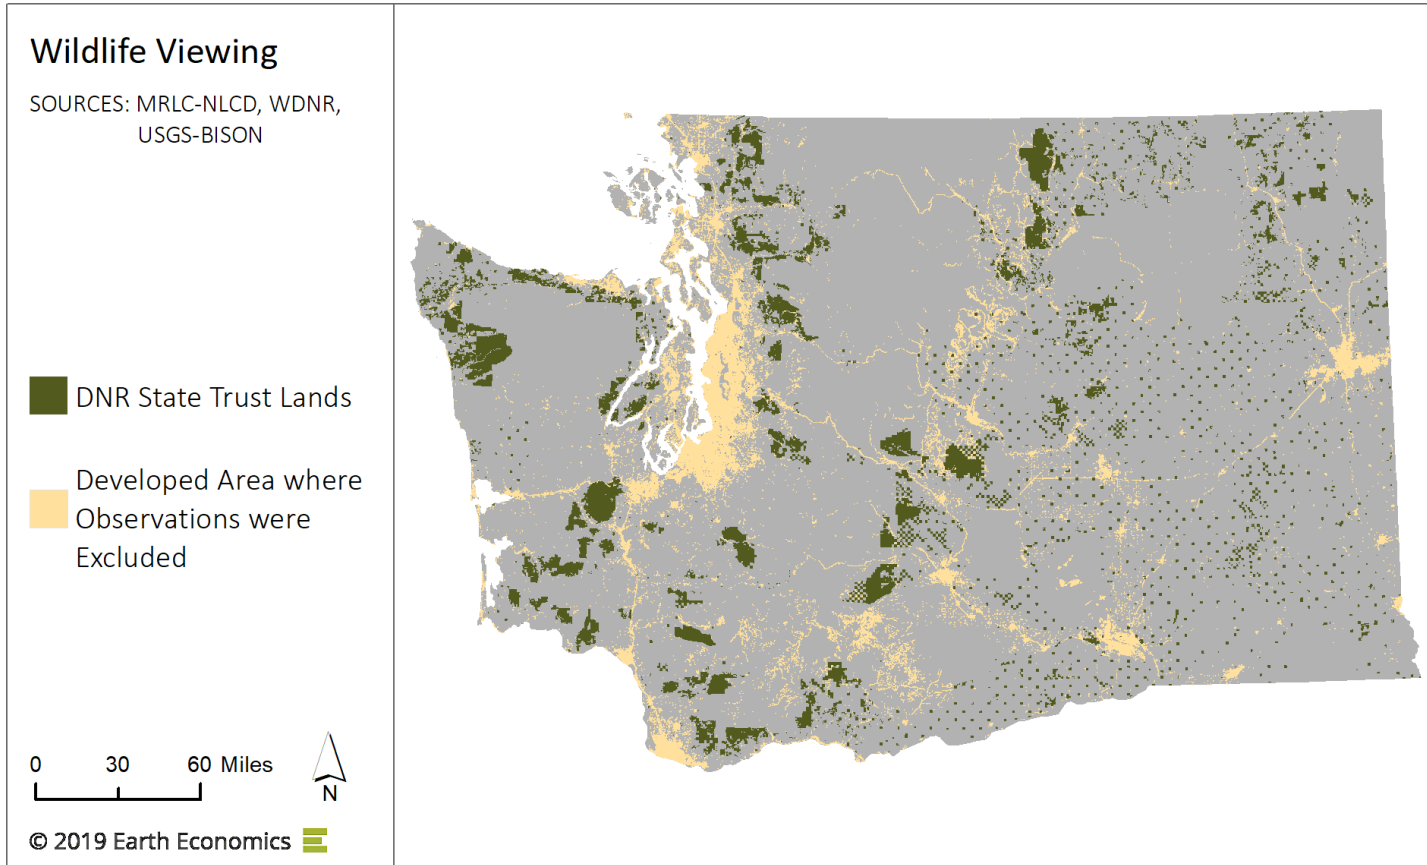 Wildlife Viewing
SOURCES: MRLC-NLCD, WDNR,
USGS-BISON
DNR State Trust Lands
Developed Area where
Observations were
Excluded
0 30 60 Miles
N
© 2019 Earth Economics